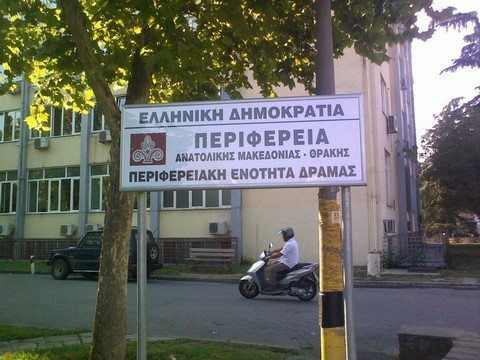 ΕΛΛΗΝΙΚΗ ΔΗΜΟΚΡΑΤΙΑ
ΠΕΡΙΦΕΡΕΙΑ
ΑΝΑΤΟΛΙΚΗΣ ΜΑΚΕΔΟΝΙΑΣ - ΘΡΑΚΗΣ
ΠΕΡΙΦΕΡΕΙΑΚΗ ΕΝΟΤΗΤΑ ΔΡΑΜΑΣ